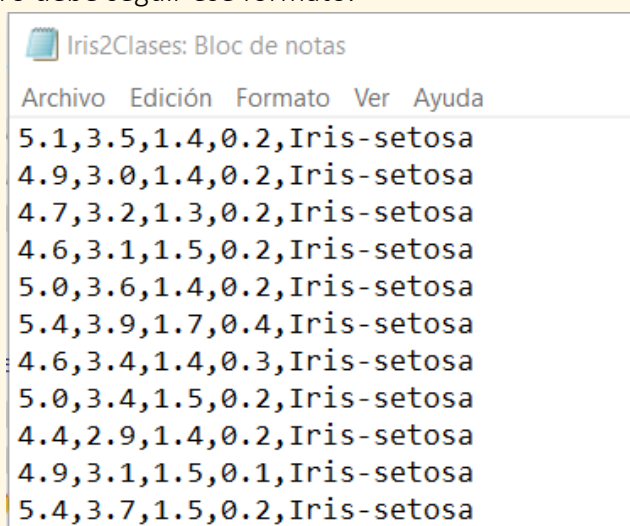 ro debe seguir ese formato:
Iris2Clases: Bloc de notas
Archivo Edición Formato Ver Ayuda
5.1,3.5,1.4,0.2,Iris-setosa
4.9,3.0,1.4,0.2,Iris-setosa
4.7,3.2,1.3,0.2,Iris-setosa
4.6,3.1,1.5,0.2,Iris-setosa
5.0,3.6,1.4,0.2,Iris-setosa
5.4,3.9,1.7,0.4,Iris-setosa
4.6,3.4,1.4,0.3,Iris-setosa
5.0,3.4,1.5,0.2,Iris-setosa
4.4,2.9,1.4,0.2,Iris-setosa
4.9,3.1,1.5,0.1,Iris-setosa
5.4,3.7,1.5,0.2,Iris-setosa